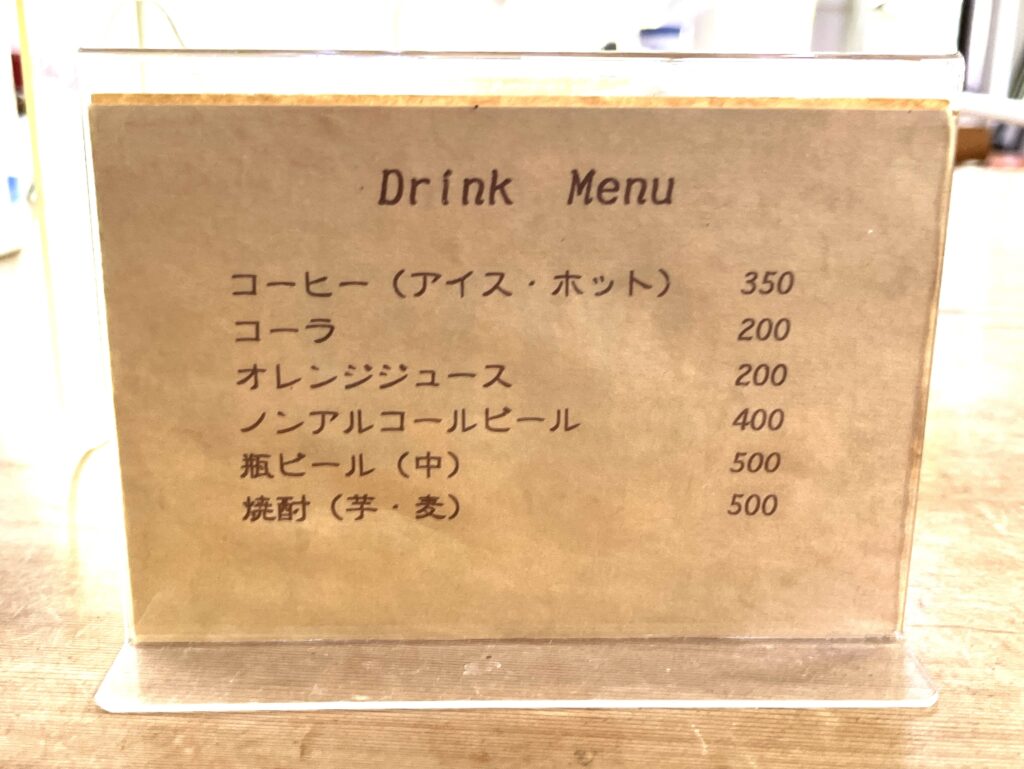 Drink Menu
コーヒー（アイス・ホット） 350
コーラ 200
オレンジジュース 200
ノンアルコールビール 400
瓶ビール（中） 500
焼酎（芋・麦） 500